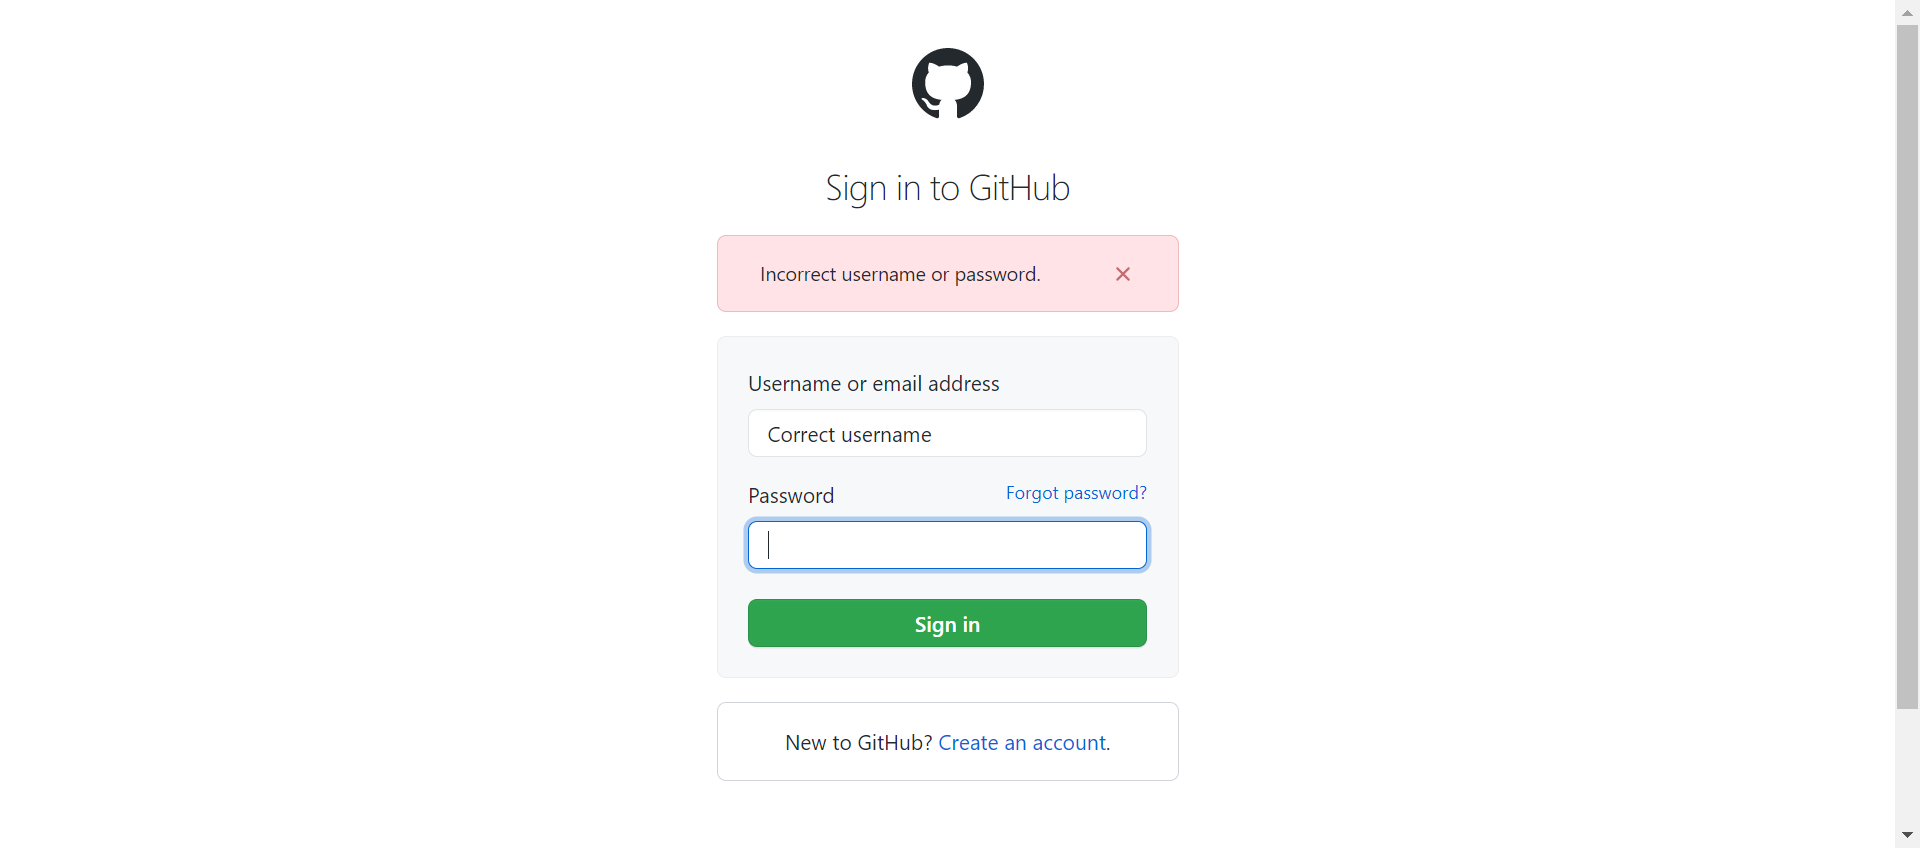 Sign in to GitHub
Incorrect username or password.
Username or email address
Correct username
Password Forgot password?
Sign in
New to GitHub? Create an account.